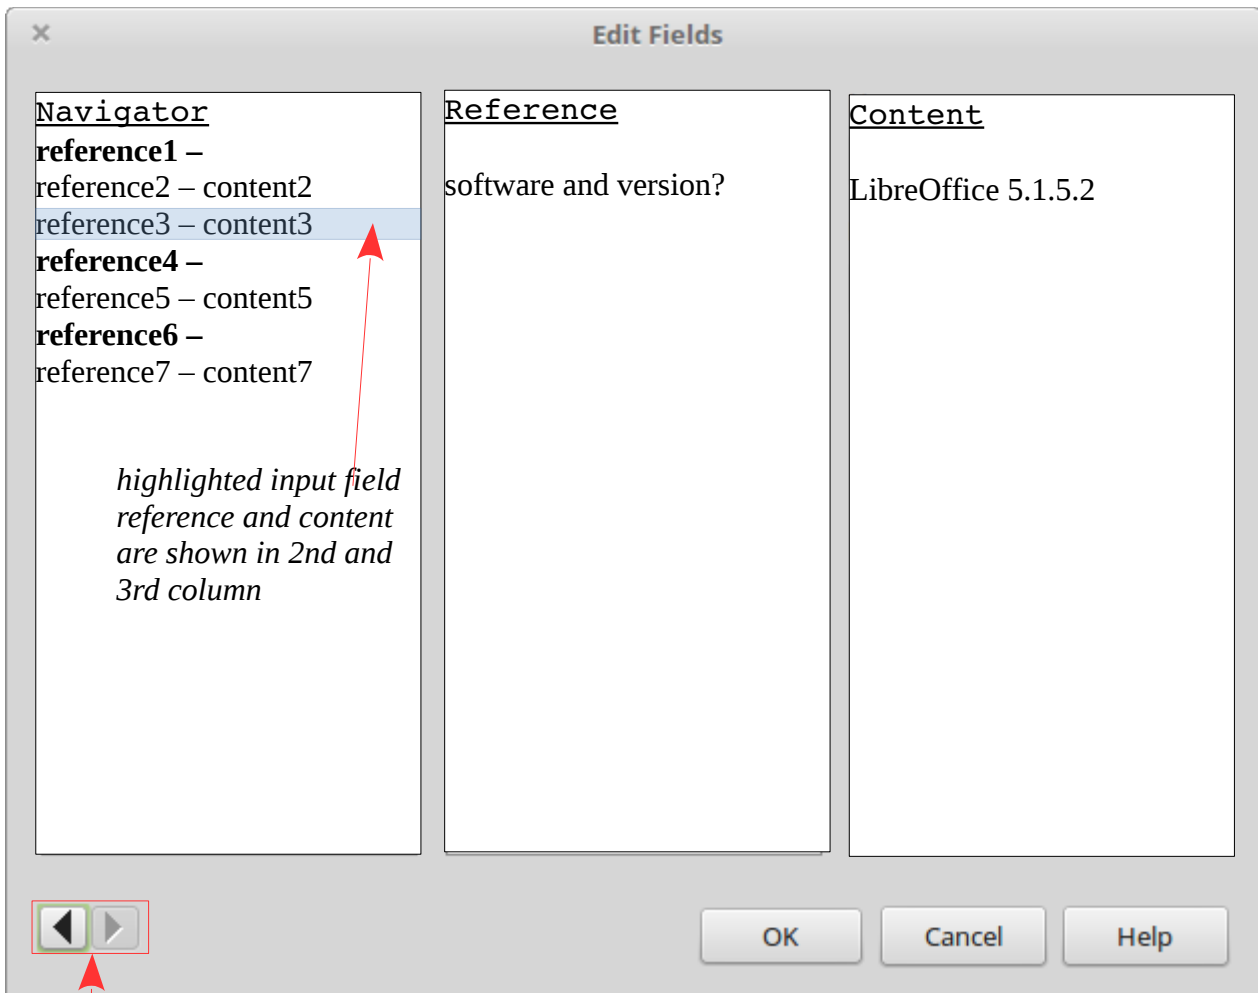 Edit Fields
Navigator
reference1 –
reference2 – content2
reference3 – content3
reference4 –
reference5 – content5
reference6 –
reference7 – content7
highlighted input field
reference and content
are shown in 2nd and
3rd column
Reference
software and version?
Content
LibreOffice 5.1.5.2
OK
Cancel
Help